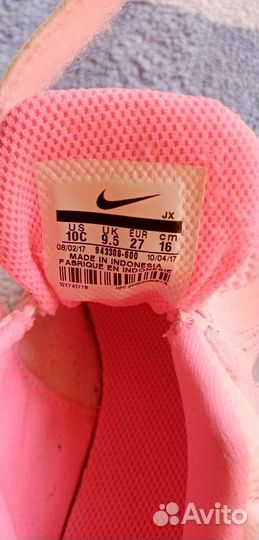 JX
US UK EUR cm
10C 9.5 27 16
08/02/17 943308-600 10/04/17
MADE IN INDONESIA
FABRIQUE EN INDONESIE
Avito